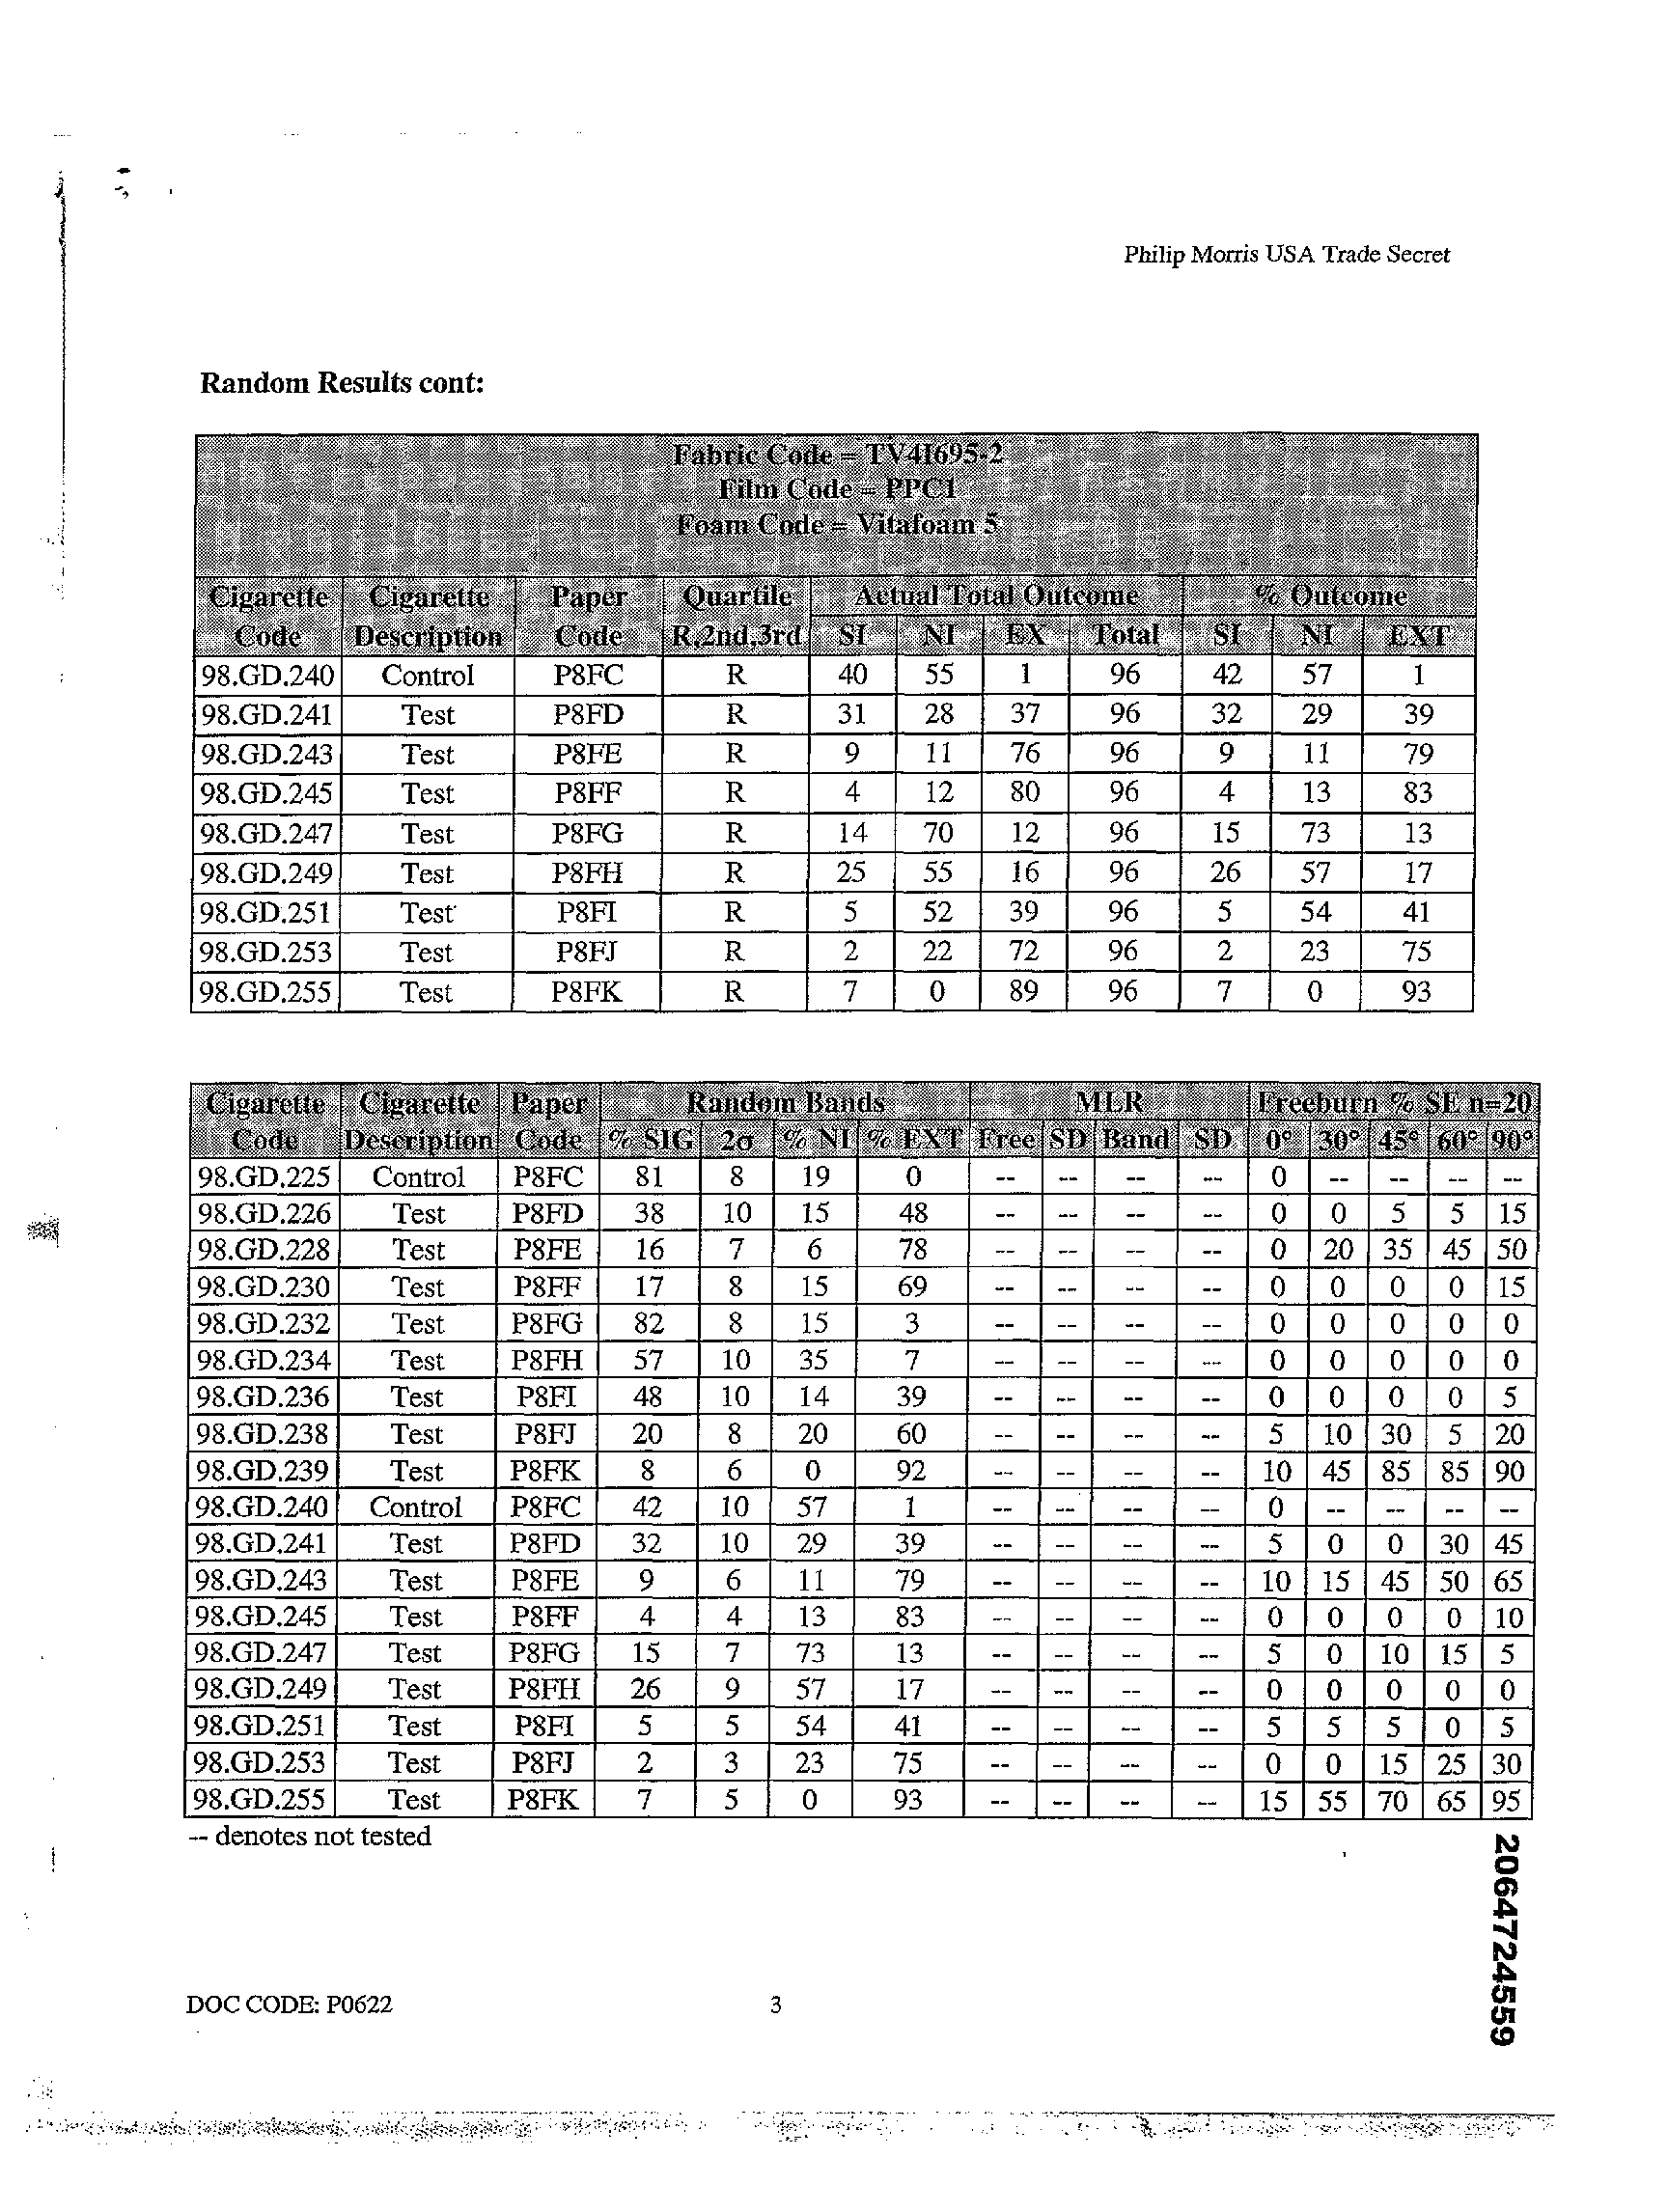 Philip Morris USA Trade Secret
Random Results cont:
Fabric Code = TV4I695-2
Film Code = PPC1
Foam Code = Vitafoam 5
Cigarette Cigarette Paper Quartile Actual Total Outcome % Outcome
Code Description Code R,2nd,3rd SI NI EX Total SI NI EXT
98.GD.240 Control P8FC R 40 55 1 96 42 57 1
98.GD.241 Test P8FD R 31 28 37 96 32 29 39
98.GD.243 Test P8FE R 9 11 76 96 9 11 79
98.GD.245 Test P8FF R 4 12 80 96 4 13 83
98.GD.247 Test P8FG R 14 70 12 96 15 73 13
98.GD.249 Test P8FH R 25 55 16 96 26 57 17
98.GD.251 Test P8FI R 5 52 39 96 5 54 41
98.GD.253 Test P8FJ R 2 22 72 96 2 23 75
98.GD.255 Test P8FK R 7 0 89 96 7 0 93
Cigarette Cigarette Paper Random Bands MLR Freeburn % SE n=20
Code Description Code % SIG 2σ % NI % EXT Free SD Band SD 0° 30° 45° 60° 90°
98.GD.225 Control P8FC 81 8 19 0 -- -- -- -- 0 -- -- -- --
98.GD.226 Test P8FD 38 10 15 48 -- -- -- -- 0 0 5 5 15
98.GD.228 Test P8FE 16 7 6 78 -- -- -- -- 0 20 35 45 50
98.GD.230 Test P8FF 17 8 15 69 -- -- -- -- 0 0 0 0 15
98.GD.232 Test P8FG 82 8 15 3 -- -- -- -- 0 0 0 0 0
98.GD.234 Test P8FH 57 10 35 7 -- -- -- -- 0 0 0 0 0
98.GD.236 Test P8FI 48 10 14 39 -- -- -- -- 0 0 0 0 5
98.GD.238 Test P8FJ 20 8 20 60 -- -- -- -- 5 10 30 5 20
98.GD.239 Test P8FK 8 6 0 92 -- -- -- -- 10 45 85 85 90
98.GD.240 Control P8FC 42 10 57 1 -- -- -- -- 0 -- -- -- --
98.GD.241 Test P8FD 32 10 29 39 -- -- -- -- 5 0 0 30 45
98.GD.243 Test P8FE 9 6 11 79 -- -- -- -- 10 15 45 50 65
98.GD.245 Test P8FF 4 4 13 83 -- -- -- -- 0 0 0 0 10
98.GD.247 Test P8FG 15 7 73 13 -- -- -- -- 5 0 10 15 5
98.GD.249 Test P8FH 26 9 57 17 -- -- -- -- 0 0 0 0 0
98.GD.251 Test P8FI 5 5 54 41 -- -- -- -- 5 5 5 0 5
98.GD.253 Test P8FJ 2 3 23 75 -- -- -- -- 0 0 15 25 30
98.GD.255 Test P8FK 7 5 0 93 -- -- -- -- 15 55 70 65 95
-- denotes not tested
2064724559
DOC CODE: P0622 3